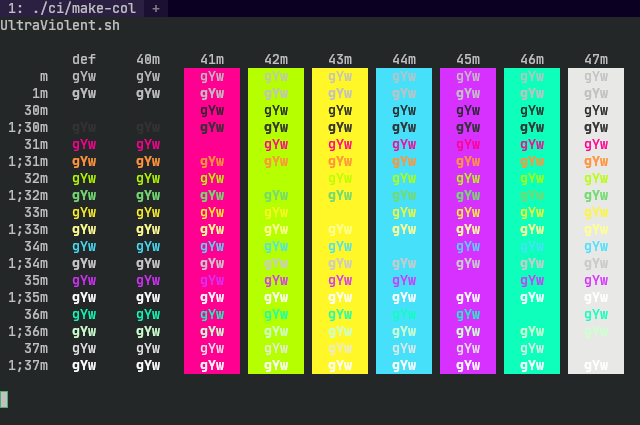 1: ./ci/make-col +
UltraViolent.sh
def 40m 41m 42m 43m 44m 45m 46m 47m
m gYw gYw gYw gYw gYw gYw gYw gYw gYw
1m gYw gYw gYw gYw gYw gYw gYw gYw gYw
30m gYw gYw gYw gYw gYw gYw gYw
1;30m gYw gYw gYw gYw gYw gYw gYw gYw gYw
31m gYw gYw gYw gYw gYw gYw gYw gYw
1;31m gYw gYw gYw gYw gYw gYw gYw gYw gYw
32m gYw gYw gYw gYw gYw gYw gYw gYw
1;32m gYw gYw gYw gYw gYw gYw gYw gYw gYw
33m gYw gYw gYw gYw gYw gYw gYw gYw
1;33m gYw gYw gYw gYw gYw gYw gYw gYw gYw
34m gYw gYw gYw gYw gYw gYw gYw gYw
1;34m gYw gYw gYw gYw gYw gYw gYw gYw gYw
35m gYw gYw gYw gYw gYw gYw gYw gYw
1;35m gYw gYw gYw gYw gYw gYw gYw gYw gYw
36m gYw gYw gYw gYw gYw gYw gYw gYw
1;36m gYw gYw gYw gYw gYw gYw gYw gYw gYw
37m gYw gYw gYw gYw gYw gYw gYw gYw
1;37m gYw gYw gYw gYw gYw gYw gYw gYw gYw